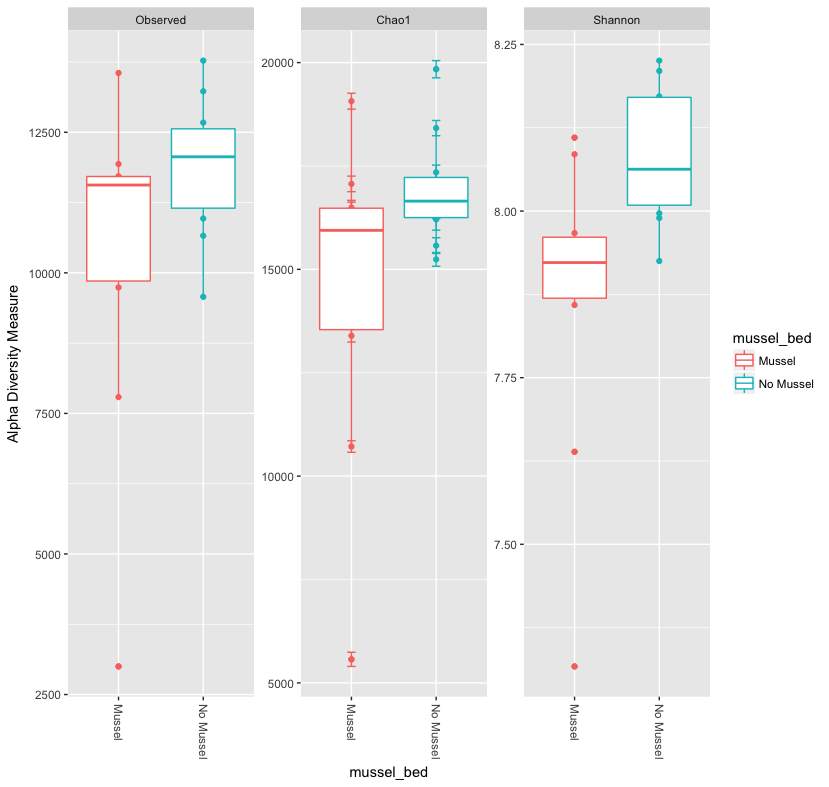 Observed
Chao1
Shannon
Alpha Diversity Measure
12500
10000
7500
5000
2500
20000
15000
10000
5000
8.25
8.00
7.75
7.50
Mussel
No Mussel
Mussel
No Mussel
Mussel
No Mussel
mussel_bed
mussel_bed
Mussel
No Mussel